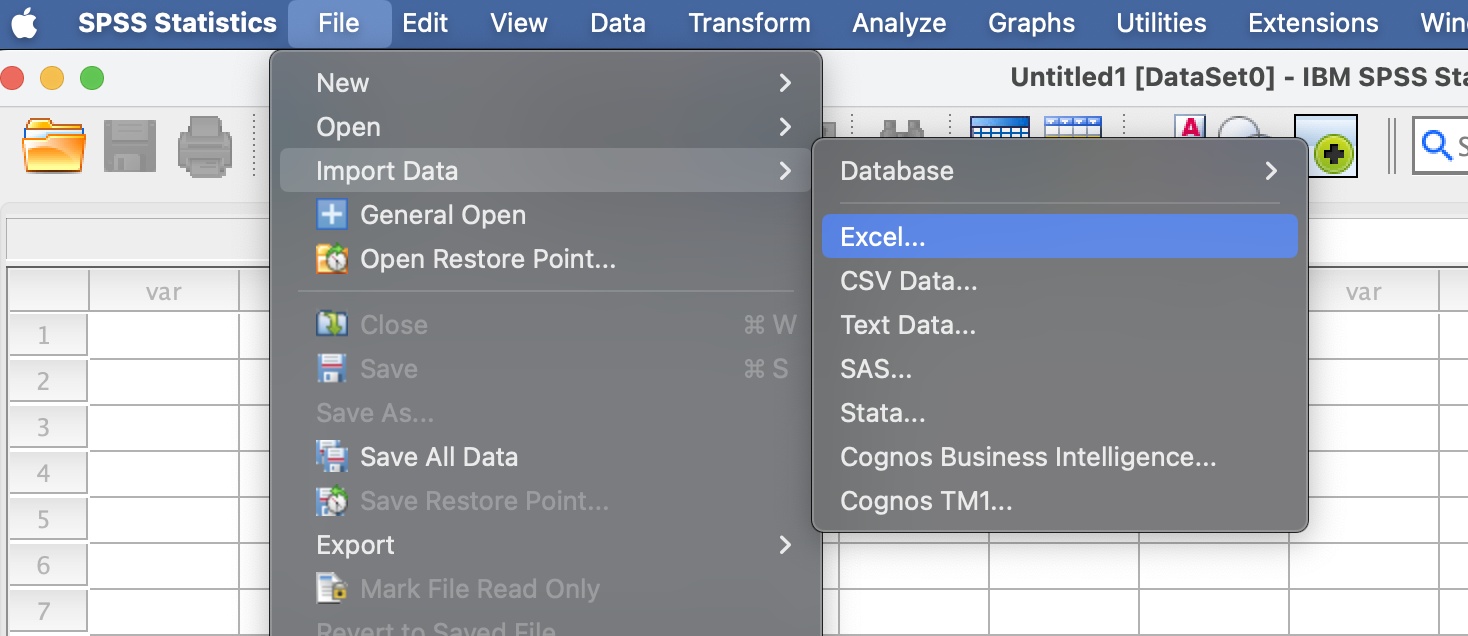 SPSS Statistics File Edit View Data Transform Analyze Graphs Utilities Extensions
Untitled1 [DataSet0] - IBM SPSS
New
Open
Import Data
General Open
Open Restore Point...
Close ⌘ W
Save ⌘ S
Save As...
Save All Data
Save Restore Point...
Export
Mark File Read Only
Revert to Saved File
Database
Excel...
CSV Data...
Text Data...
SAS...
Stata...
Cognos Business Intelligence...
Cognos TM1...
A
var
var
1
2
3
4
5
6
7